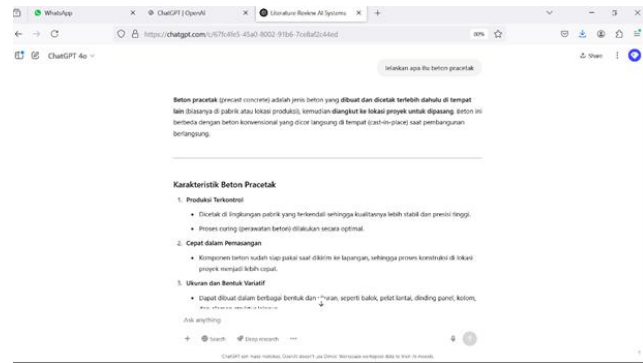 WhatsApp
ChatGPT | OpenAI
Literature Review AI Systems
https://chatgpt.com/c/67fc4fe5-45a0-8002-91b6-7ce8af2c44ed
80%
ChatGPT 4o
Share
Jelaskan apa itu beton pracetak
Beton pracetak (precast concrete) adalah jenis beton yang dibuat dan dicetak terlebih dahulu di tempat
lain (biasanya di pabrik atau lokasi produksi), kemudian diangkut ke lokasi proyek untuk dipasang. Beton ini
berbeda dengan beton konvensional yang dicor langsung di tempat (cast-in-place) saat pembangunan
berlangsung.
Karakteristik Beton Pracetak
1. Produksi Terkontrol
• Dicetak di lingkungan pabrik yang terkendali sehingga kualitasnya lebih stabil dan presisi tinggi.
• Proses curing (perawatan beton) dilakukan secara optimal.
2. Cepat dalam Pemasangan
• Komponen beton sudah siap pakai saat dikirim ke lapangan, sehingga proses konstruksi di lokasi
proyek menjadi lebih cepat.
3. Ukuran dan Bentuk Variatif
• Dapat dibuat dalam berbagai bentuk dan ukuran, seperti balok, pelat lantai, dinding panel, kolom,
Ask anything
Search
Deep research